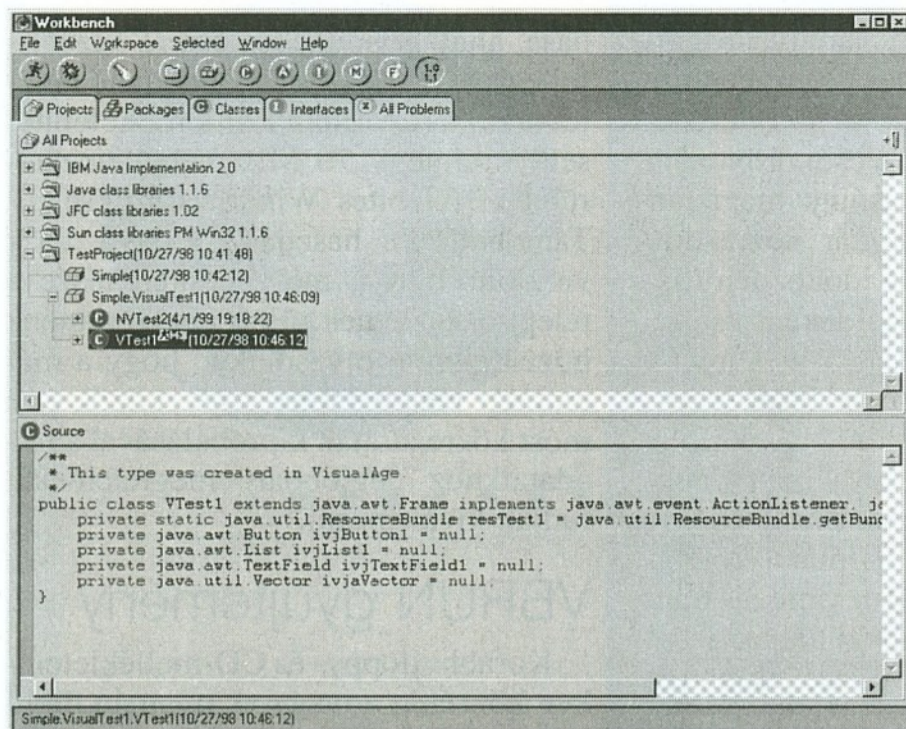 Workbench
File Edit Workspace Selected Window Help
Projects Packages Classes Interfaces All Problems
All Projects
IBM Java Implementation 2.0
Java class libraries 1.1.6
JFC class libraries 1.02
Sun class libraries PM Win32 1.1.6
TestProject(10/27/98 10:41:48)
Simple(10/27/98 10:42:12)
Simple.VisualTest1(10/27/98 10:46:09)
NVTest2(4/1/99 19:18:22)
VTest1 (10/27/98 10:46:12)
Source
/**
* This type was created in VisualAge.
*/
public class VTest1 extends java.awt.Frame implements java.awt.event.ActionListener, ja
private static java.util.ResourceBundle resTest1 = java.util.ResourceBundle.getBund
private java.awt.Button ivjButton1 = null;
private java.awt.List ivjList1 = null;
private java.awt.TextField ivjTextField1 = null;
private java.util.Vector ivjaVector = null;
}
Simple.VisualTest1.VTest1(10/27/98 10:46:12)